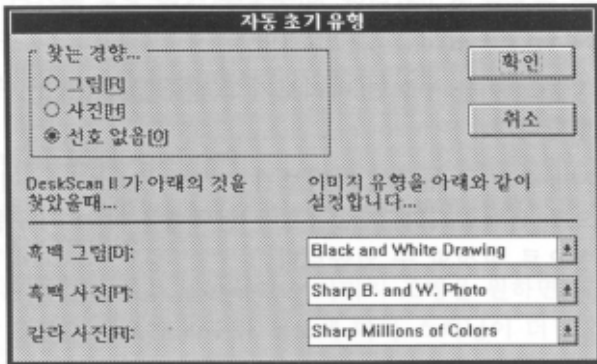 자동 초기 유형
찾는 경향...
그림[R]
사진[H]
선호 없음[O]
확인
취소
DeskScan II 가 아래의 것을
찾았을때...
이미지 유형을 아래와 같이
설정합니다...
흑백 그림[D]:
Black and White Drawing
흑백 사진[P]:
Sharp B. and W. Photo
칼라 사진[R]:
Sharp Millions of Colors